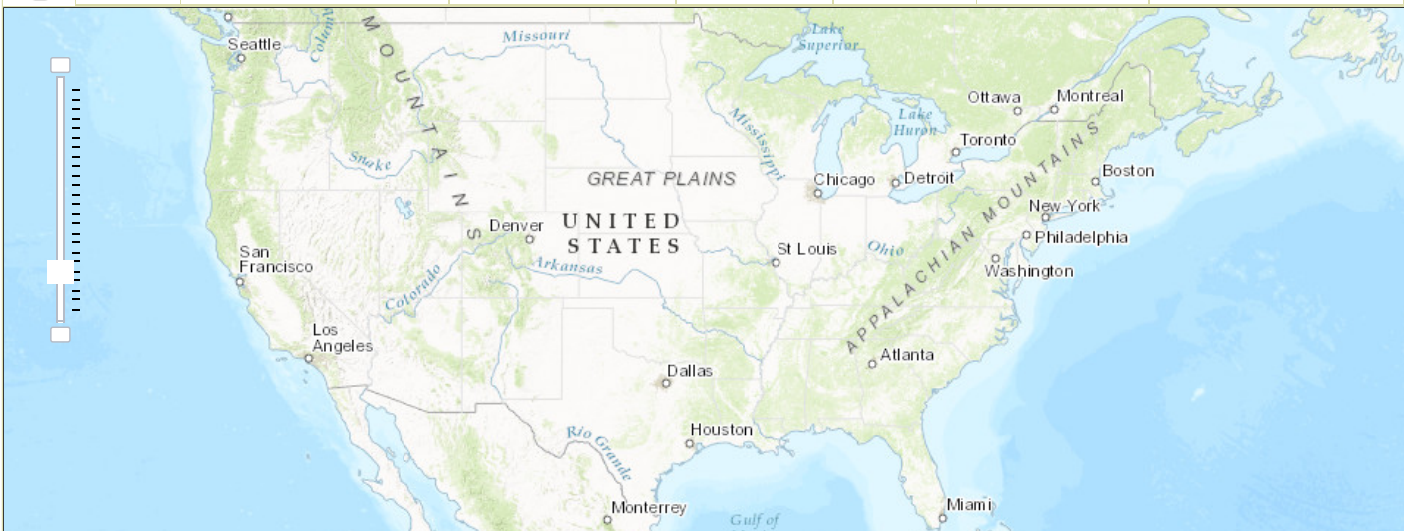 Missouri
Lake
Superior
Seattle
MOUNTAINS
Ottawa
Montreal
Lake
Huron
Mississippi
Toronto
Snake
GREAT PLAINS
Chicago
Detroit
Boston
New York
Denver
UNITED
STATES
APPALACHIAN MOUNTAINS
Philadelphia
San
Francisco
St Louis
Ohio
Arkansas
Washington
Colorado
Los
Angeles
Atlanta
Dallas
Houston
Rio Grande
Monterrey
Miami
Gulf of